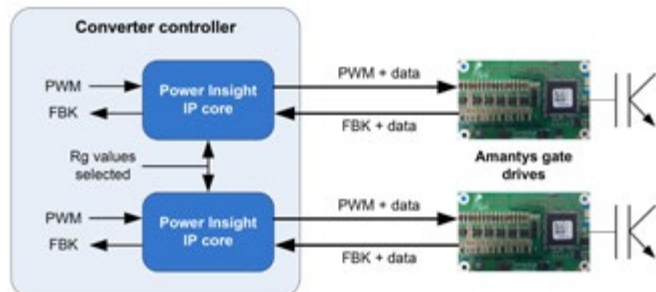 Converter controller
PWM
FBK
Power Insight
IP core
PWM + data
FBK + data
Rg values
selected
Amantys gate
drives
PWM
FBK
Power Insight
IP core
PWM + data
FBK + data